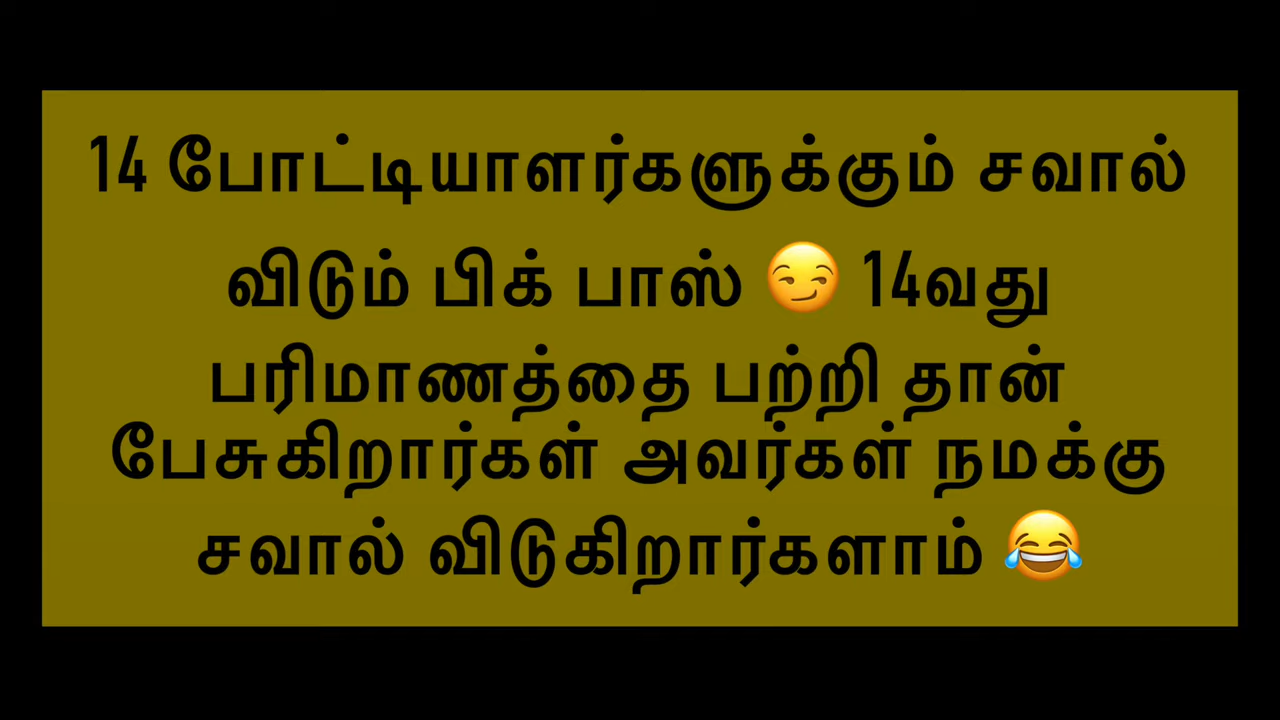 14 போட்டியாளர்களுக்கும் சவால்
விடும் பிக் பாஸ் 😏 14வது
பரிமாணத்தை பற்றி தான்
பேசுகிறார்கள் அவர்கள் நமக்கு
சவால் விடுகிறார்களாம் 😂